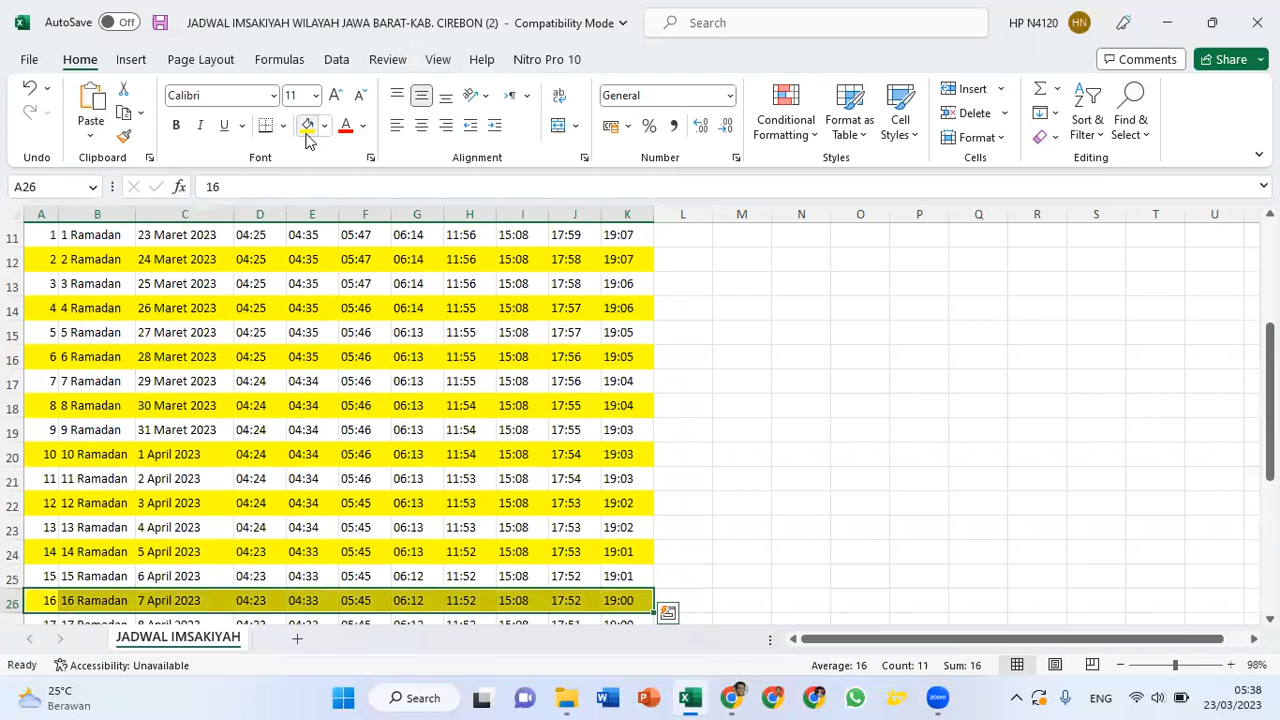 AutoSave Off JADWAL IMSAKIYAH WILAYAH JAWA BARAT-KAB. CIREBON (2) - Compatibility Mode Search HP N4120 HN
File Home Insert Page Layout Formulas Data Review View Help Nitro Pro 10 Comments Share
Paste Calibri 11 B I U A General Conditional Formatting Format as Table Cell Styles Insert Delete Format Sort & Filter Find & Select
Undo Clipboard Font Alignment Number Styles Cells Editing
A26 fx 16
A B C D E F G H I J K L M N O P Q R S T U
11 1 1 Ramadan 23 Maret 2023 04:25 04:35 05:47 06:14 11:56 15:08 17:59 19:07
12 2 2 Ramadan 24 Maret 2023 04:25 04:35 05:47 06:14 11:56 15:08 17:58 19:07
13 3 3 Ramadan 25 Maret 2023 04:25 04:35 05:47 06:14 11:56 15:08 17:58 19:06
14 4 4 Ramadan 26 Maret 2023 04:25 04:35 05:46 06:14 11:55 15:08 17:57 19:06
15 5 5 Ramadan 27 Maret 2023 04:25 04:35 05:46 06:13 11:55 15:08 17:57 19:05
16 6 6 Ramadan 28 Maret 2023 04:25 04:35 05:46 06:13 11:55 15:08 17:56 19:05
17 7 7 Ramadan 29 Maret 2023 04:24 04:34 05:46 06:13 11:55 15:08 17:56 19:04
18 8 8 Ramadan 30 Maret 2023 04:24 04:34 05:46 06:13 11:54 15:08 17:55 19:04
19 9 9 Ramadan 31 Maret 2023 04:24 04:34 05:46 06:13 11:54 15:08 17:55 19:03
20 10 10 Ramadan 1 April 2023 04:24 04:34 05:46 06:13 11:54 15:08 17:54 19:03
21 11 11 Ramadan 2 April 2023 04:24 04:34 05:45 06:13 11:53 15:08 17:54 19:03
22 12 12 Ramadan 3 April 2023 04:24 04:34 05:45 06:13 11:53 15:08 17:53 19:02
23 13 13 Ramadan 4 April 2023 04:24 04:34 05:45 06:13 11:53 15:08 17:53 19:02
24 14 14 Ramadan 5 April 2023 04:23 04:33 05:45 06:13 11:52 15:08 17:53 19:01
25 15 15 Ramadan 6 April 2023 04:23 04:33 05:45 06:12 11:52 15:08 17:52 19:01
26 16 16 Ramadan 7 April 2023 04:23 04:33 05:45 06:12 11:52 15:08 17:52 19:00
JADWAL IMSAKIYAH
Ready Accessibility: Unavailable Average: 16 Count: 11 Sum: 16 98%
25°C Berawan Search ENG 05:38 23/03/2023